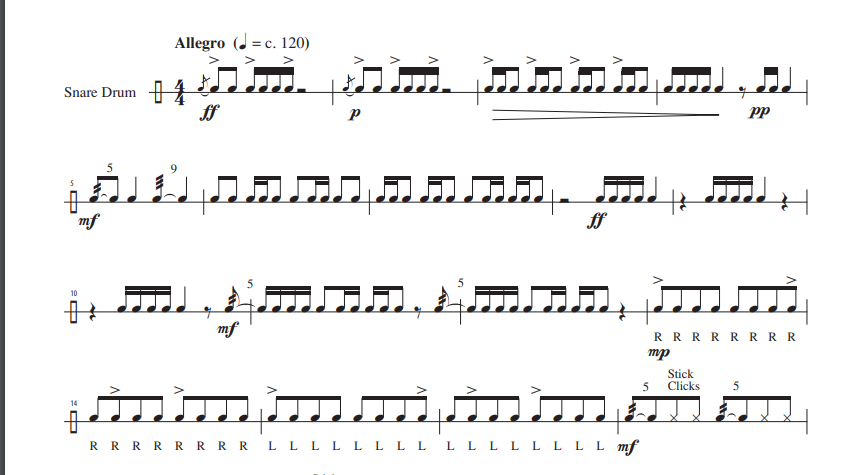 Allegro (♩ = c. 120)
Snare Drum
4
4
ff
p
pp
5
5
9
mf
ff
10
5
5
mf
R R R R R R R R
mp
14
Stick
5 Clicks 5
R R R R R R R R L L L L L L L L L L L L L L L L mf